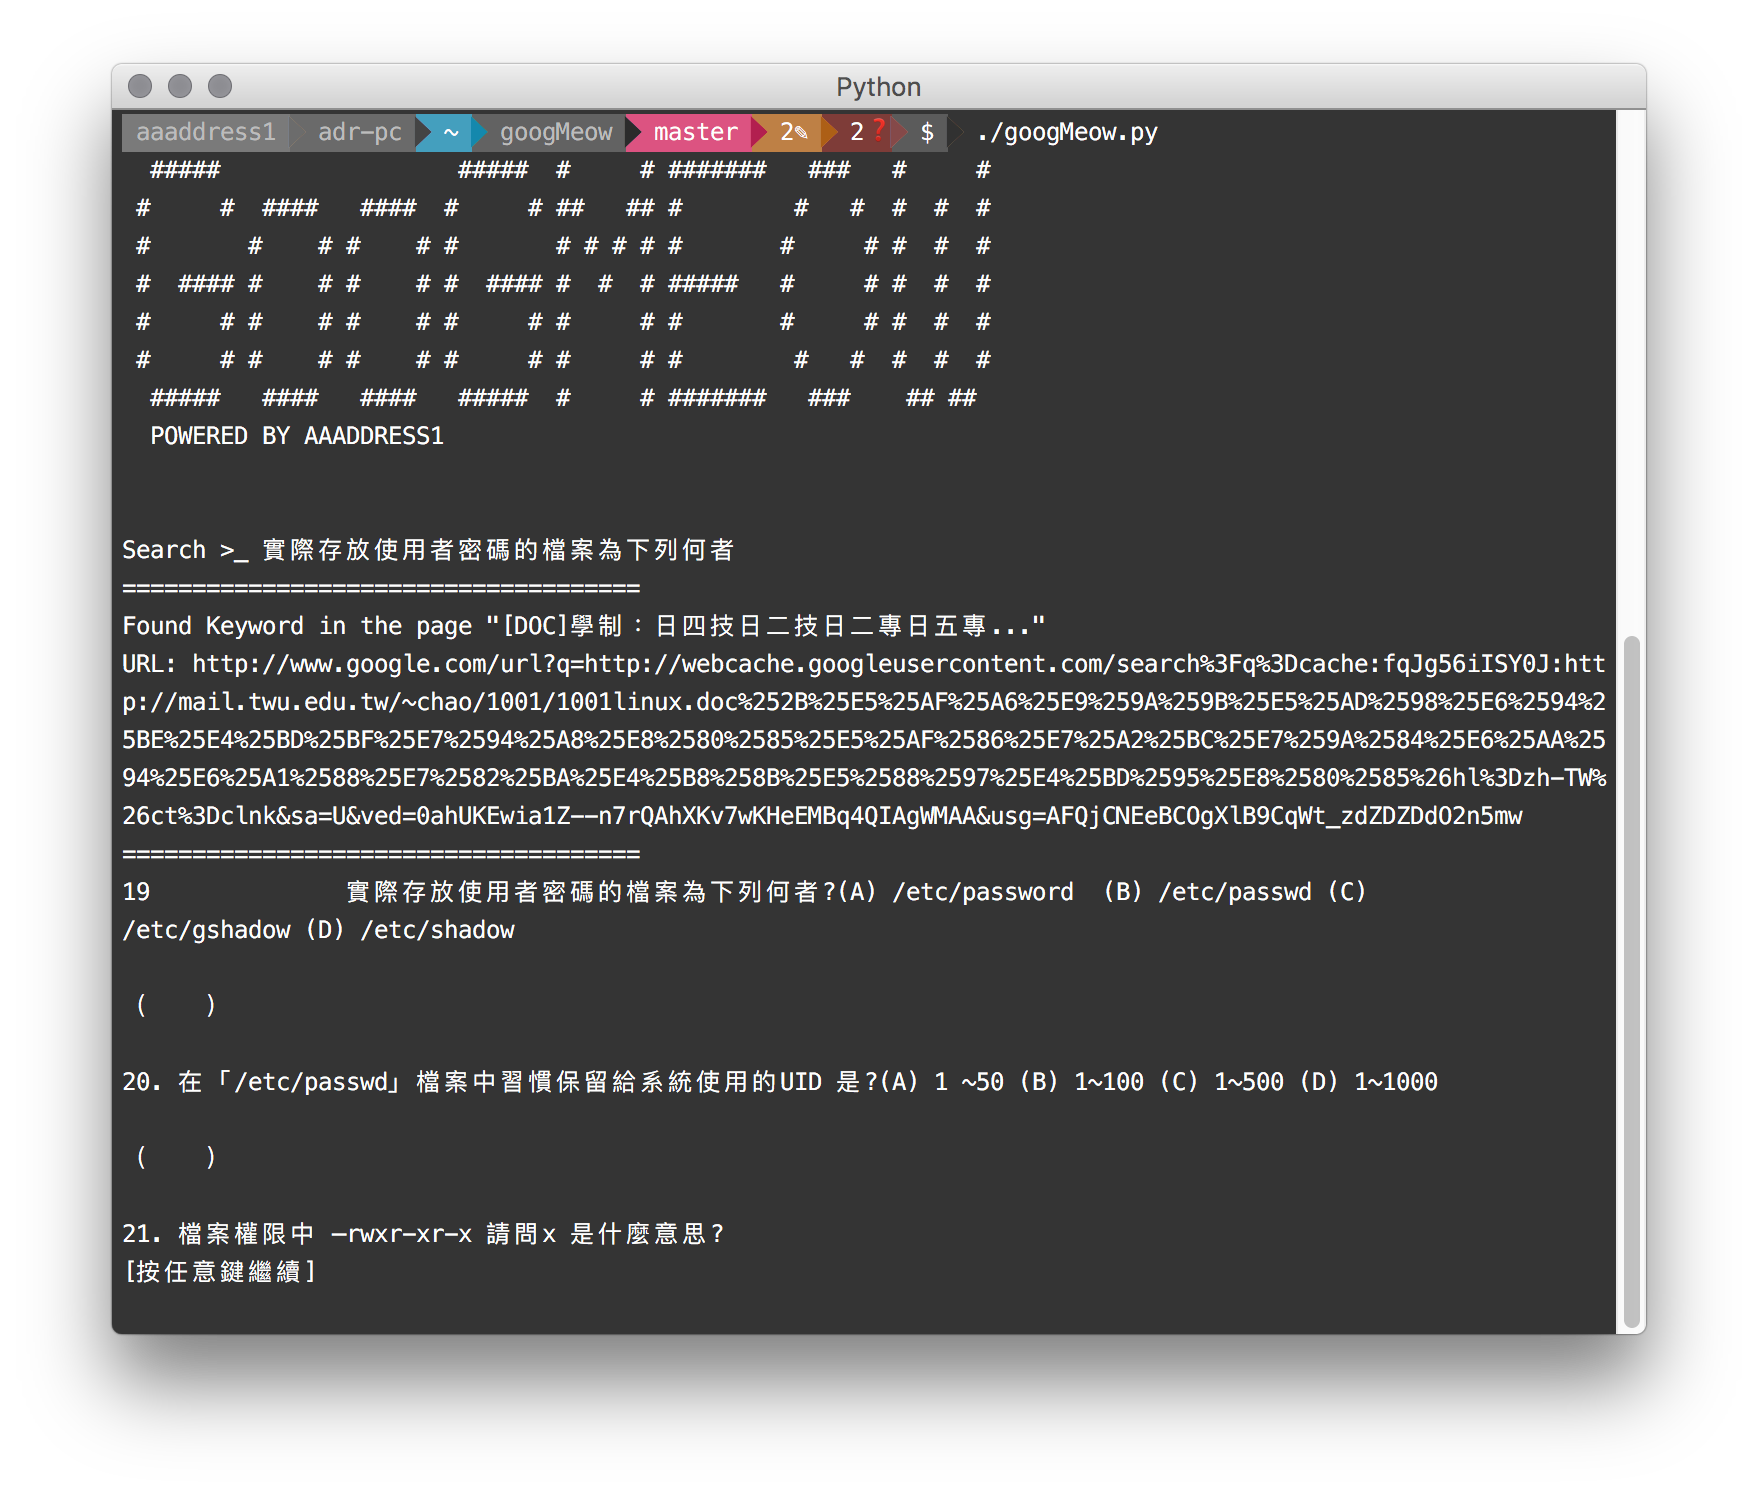 Python
aaaddress1 adr-pc ~ googMeow master 2✎ 2❓ $ ./googMeow.py
  #####                 #####  #     # #######   ###   #     #
 #     #  ####   ####  #     # ##   ## #        #   #  #  #  #
 #       #    # #    # #       # # # # #       #     # #  #  #
 #  #### #    # #    # #  #### #  #  # #####   #     # #  #  #
 #     # #    # #    # #     # #     # #       #     # #  #  #
 #     # #    # #    # #     # #     # #        #   #  #  #  #
  #####   ####   ####   #####  #     # #######   ###    ## ##
POWERED BY AAADDRESS1
Search >_ 實際存放使用者密碼的檔案為下列何者
=====================================
Found Keyword in the page "[DOC]學制：日四技日二技日二專日五專..."
URL: http://www.google.com/url?q=http://webcache.googleusercontent.com/search%3Fq%3Dcache:fqJg56iISY0J:htt
p://mail.twu.edu.tw/~chao/1001/1001linux.doc%252B%25E5%25AF%25A6%25E9%259A%259B%25E5%25AD%2598%25E6%2594%2
5BE%25E4%25BD%25BF%25E7%2594%25A8%25E8%2580%2585%25E5%25AF%2586%25E7%25A2%25BC%25E7%259A%2584%25E6%25AA%25
94%25E6%25A1%2588%25E7%2582%25BA%25E4%25B8%258B%25E5%2588%2597%25E4%25BD%2595%25E8%2580%2585%26hl%3Dzh-TW%
26ct%3Dclnk&sa=U&ved=0ahUKEwia1Z--n7rQAhXKv7wKHeEMBq4QIAgWMAA&usg=AFQjCNEeBCOgXlB9CqWt_zdZDZDdO2n5mw
=====================================
19 實際存放使用者密碼的檔案為下列何者?(A) /etc/password (B) /etc/passwd (C)
/etc/gshadow (D) /etc/shadow
( )
20. 在「/etc/passwd」檔案中習慣保留給系統使用的UID 是?(A) 1 ~50 (B) 1~100 (C) 1~500 (D) 1~1000
( )
21. 檔案權限中 -rwxr-xr-x 請問x 是什麼意思?
[按任意鍵繼續]